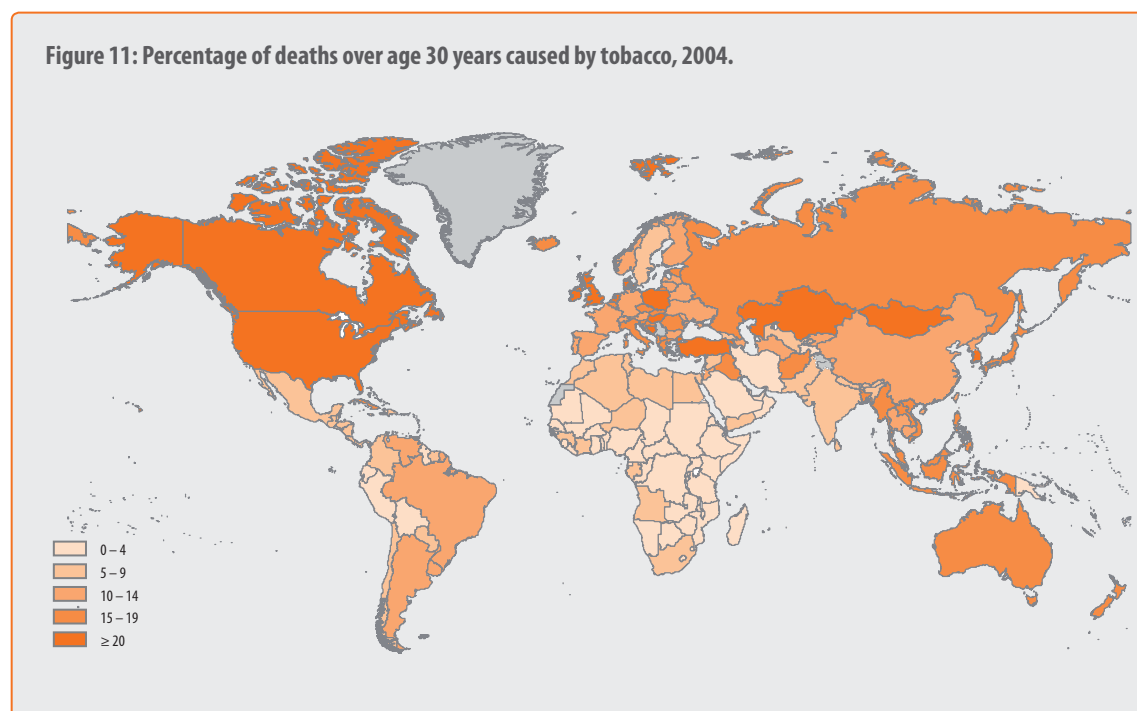 Figure 11: Percentage of deaths over age 30 years caused by tobacco, 2004.
0 – 4
5 – 9
10 – 14
15 – 19
≥ 20